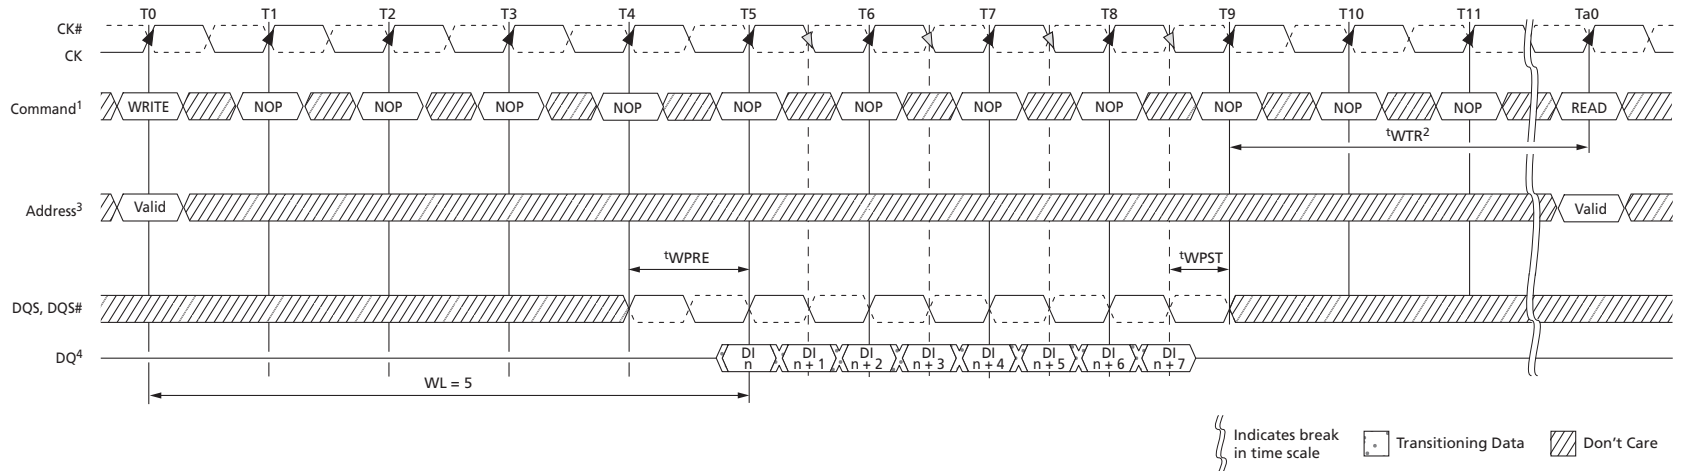 T0 T1 T2 T3 T4 T5 T6 T7 T8 T9 T10 T11 Ta0
CK#
CK
Command1 WRITE NOP NOP NOP NOP NOP NOP NOP NOP NOP NOP NOP READ
tWTR2
Address3 Valid Valid
tWPRE tWPST
DQS, DQS#
DQ4
DI n
DI n + 1
DI n + 2
DI n + 3
DI n + 4
DI n + 5
DI n + 6
DI n + 7
WL = 5
Indicates break
in time scale
Transitioning Data
Don't Care